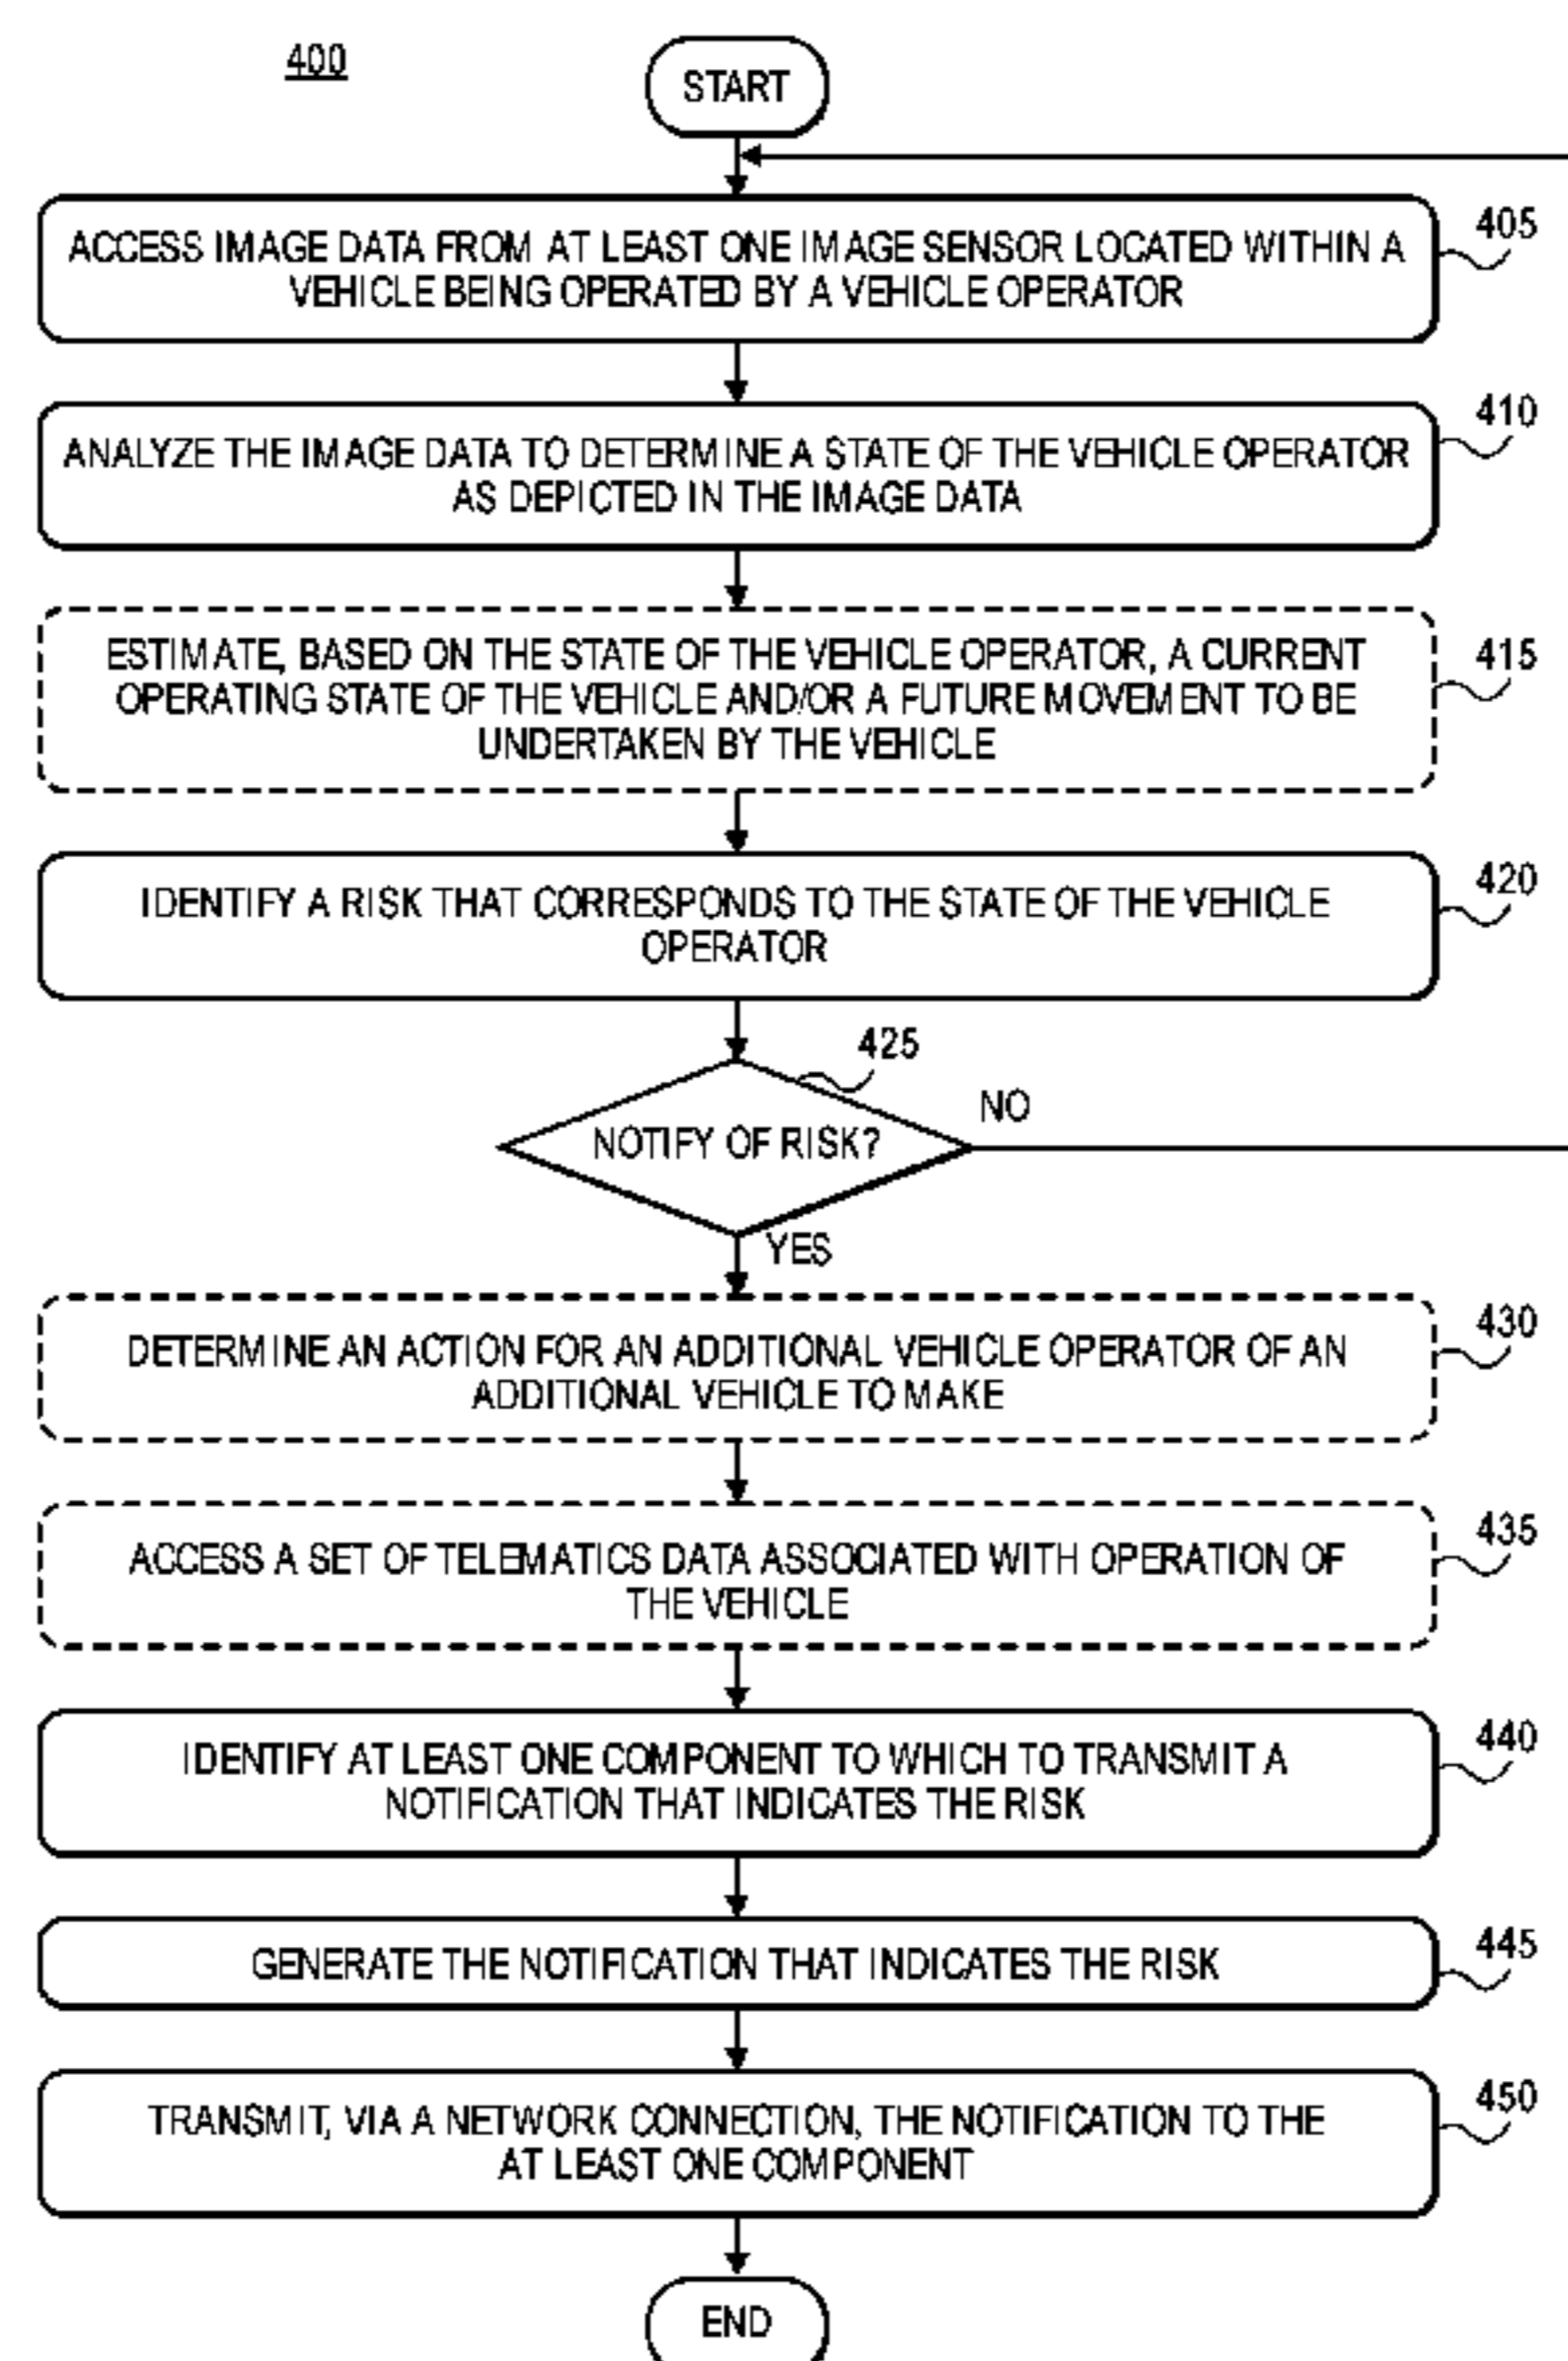 400
START
ACCESS IMAGE DATA FROM AT LEAST ONE IMAGE SENSOR LOCATED WITHIN A
VEHICLE BEING OPERATED BY A VEHICLE OPERATOR
405
ANALYZE THE IMAGE DATA TO DETERMINE A STATE OF THE VEHICLE OPERATOR
AS DEPICTED IN THE IMAGE DATA
410
ESTIMATE, BASED ON THE STATE OF THE VEHICLE OPERATOR, A CURRENT
OPERATING STATE OF THE VEHICLE AND/OR A FUTURE MOVEMENT TO BE
UNDERTAKEN BY THE VEHICLE
415
IDENTIFY A RISK THAT CORRESPONDS TO THE STATE OF THE VEHICLE
OPERATOR
420
425
NOTIFY OF RISK?
NO
YES
DETERMINE AN ACTION FOR AN ADDITIONAL VEHICLE OPERATOR OF AN
ADDITIONAL VEHICLE TO MAKE
430
ACCESS A SET OF TELEMATICS DATA ASSOCIATED WITH OPERATION OF
THE VEHICLE
435
IDENTIFY AT LEAST ONE COMPONENT TO WHICH TO TRANSMIT A
NOTIFICATION THAT INDICATES THE RISK
440
GENERATE THE NOTIFICATION THAT INDICATES THE RISK
445
TRANSMIT, VIA A NETWORK CONNECTION, THE NOTIFICATION TO THE
AT LEAST ONE COMPONENT
450
END